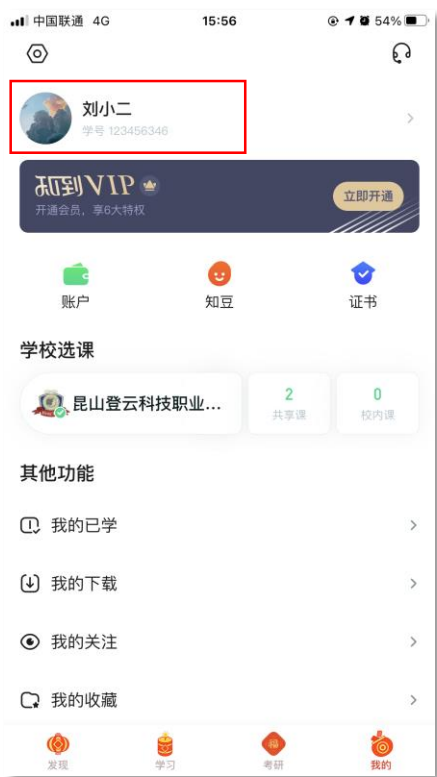 中国联通 4G 15:56 54%
刘小二
学号 123456346
知到VIP
开通会员，享6大特权
立即开通
账户 知豆 证书
学校选课
昆山登云科技职业...
2 0
共享课 校内课
其他功能
我的已学
我的下载
我的关注
我的收藏
福
发现 学习 考研 我的